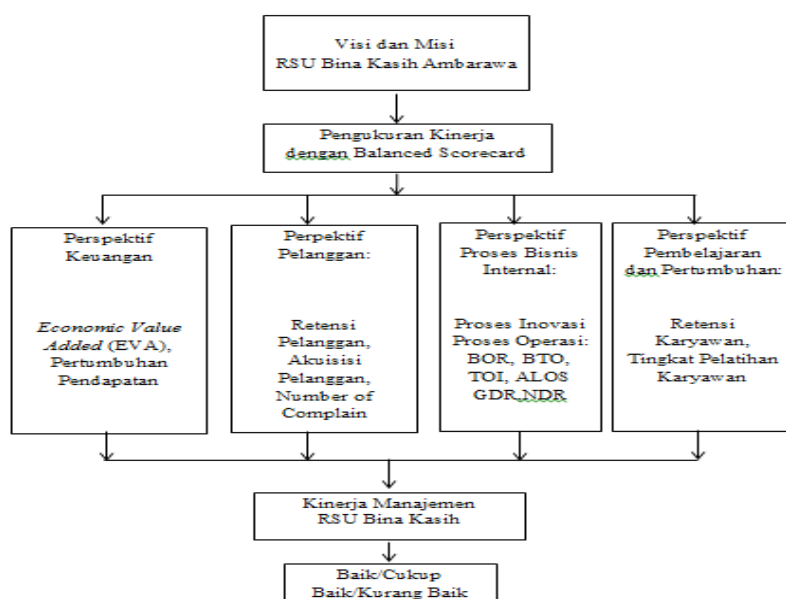 Visi dan Misi
RSU Bina Kasih Ambarawa
Pengukuran Kinerja
dengan Balanced Scorecard
Perspektif
Keuangan
Economic Value
Added (EVA),
Pertumbuhan
Pendapatan
Perpektif
Pelanggan:
Retensi
Pelanggan,
Akuisisi
Pelanggan,
Number of
Complain
Perspektif
Proses Bisnis
Internal:
Proses Inovasi
Proses Operasi:
BOR, BTO,
TOI, ALOS
GDR,NDR
Perspektif
Pembelajaran
dan Pertumbuhan:
Retensi
Karyawan,
Tingkat Pelatihan
Karyawan
Kinerja Manajemen
RSU Bina Kasih
Baik/Cukup
Baik/Kurang Baik